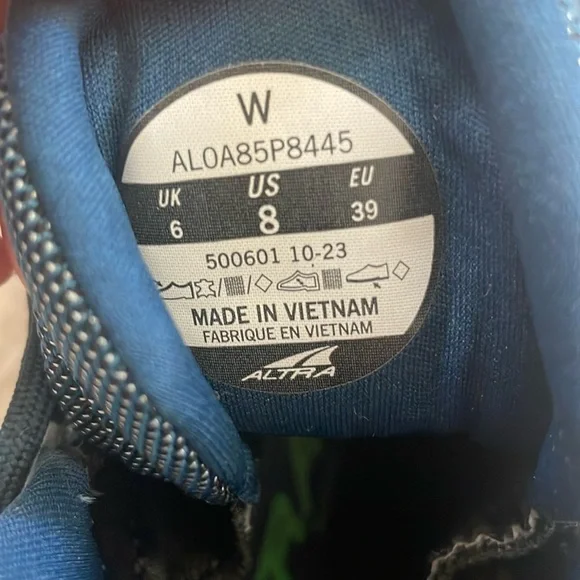 W
AL0A85P8445
UK US EU
6 8 39
500601 10-23
MADE IN VIETNAM
FABRIQUE EN VIETNAM
ALTRA